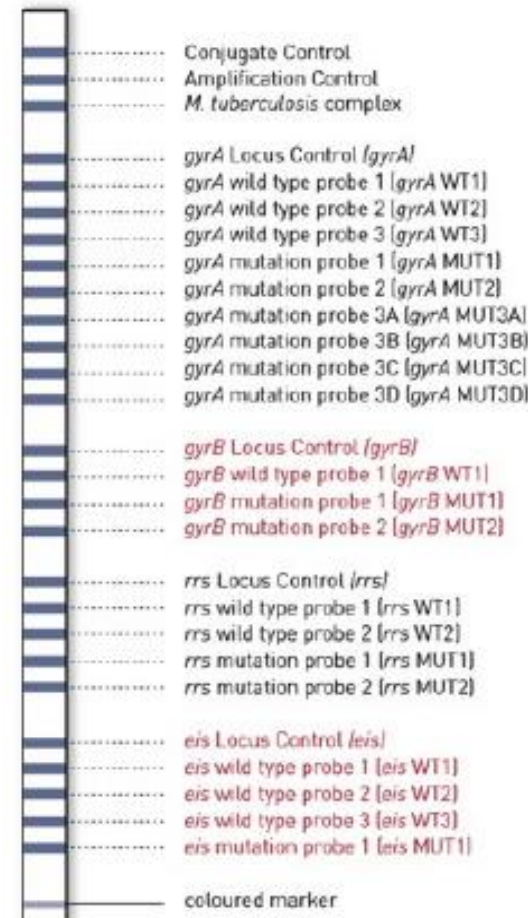 Conjugate Control
Amplification Control
M. tuberculosis complex
gyrA Locus Control (gyrA)
gyrA wild type probe 1 (gyrA WT1)
gyrA wild type probe 2 (gyrA WT2)
gyrA wild type probe 3 (gyrA WT3)
gyrA mutation probe 1 (gyrA MUT1)
gyrA mutation probe 2 (gyrA MUT2)
gyrA mutation probe 3A (gyrA MUT3A)
gyrA mutation probe 3B (gyrA MUT3B)
gyrA mutation probe 3C (gyrA MUT3C)
gyrA mutation probe 3D (gyrA MUT3D)
gyrB Locus Control (gyrB)
gyrB wild type probe 1 (gyrB WT1)
gyrB mutation probe 1 (gyrB MUT1)
gyrB mutation probe 2 (gyrB MUT2)
rrs Locus Control (rrs)
rrs wild type probe 1 (rrs WT1)
rrs wild type probe 2 (rrs WT2)
rrs mutation probe 1 (rrs MUT1)
rrs mutation probe 2 (rrs MUT2)
eis Locus Control (eis)
eis wild type probe 1 (eis WT1)
eis wild type probe 2 (eis WT2)
eis wild type probe 3 (eis WT3)
eis mutation probe 1 (eis MUT1)
coloured marker